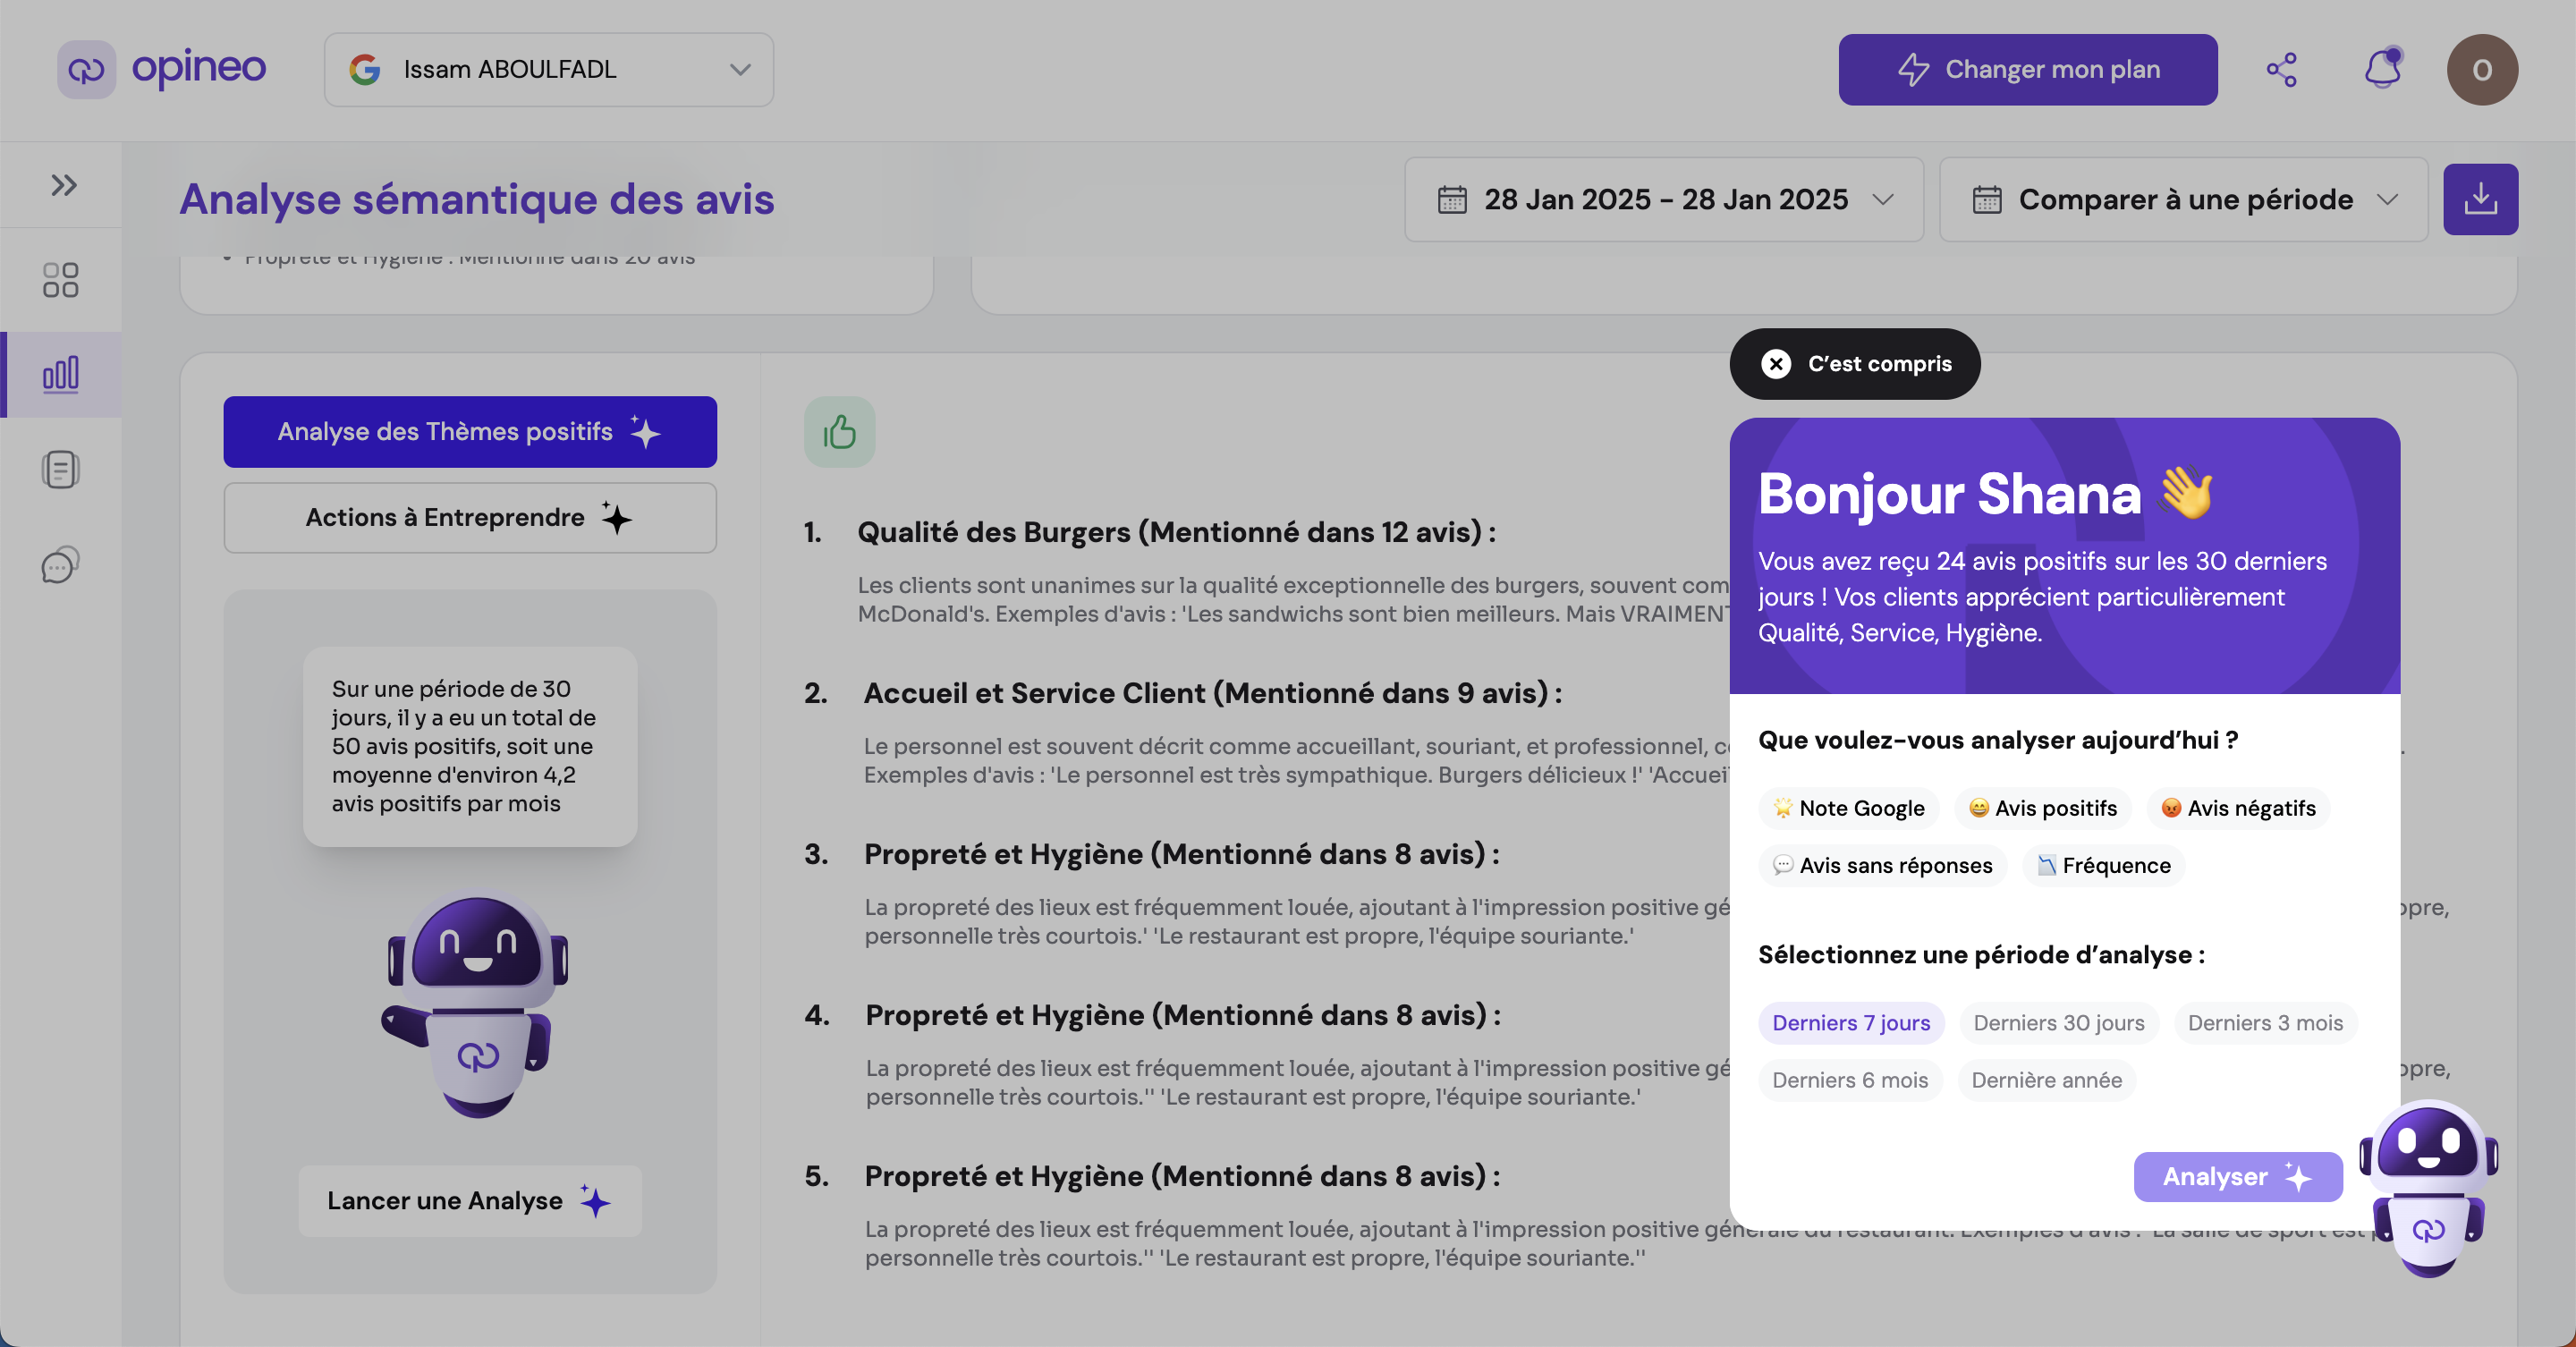 opineo
Issam ABOULFADL
Changer mon plan
O
Analyse sémantique des avis
28 Jan 2025 - 28 Jan 2025
Comparer à une période
• Propreté et Hygiène : Mentionné dans 20 avis
Analyse des Thèmes positifs
Actions à Entreprendre
Sur une période de 30
jours, il y a eu un total de
50 avis positifs, soit une
moyenne d'environ 4,2
avis positifs par mois
Lancer une Analyse
1. Qualité des Burgers (Mentionné dans 12 avis) :
Les clients sont unanimes sur la qualité exceptionnelle des burgers, souvent com
McDonald's. Exemples d'avis : 'Les sandwichs sont bien meilleurs. Mais VRAIMENT
2. Accueil et Service Client (Mentionné dans 9 avis) :
Le personnel est souvent décrit comme accueillant, souriant, et professionnel, c
Exemples d'avis : 'Le personnel est très sympathique. Burgers délicieux !' 'Accueil
3. Propreté et Hygiène (Mentionné dans 8 avis) :
La propreté des lieux est fréquemment louée, ajoutant à l'impression positive gé opre,
personnelle très courtois.' 'Le restaurant est propre, l'équipe souriante.'
4. Propreté et Hygiène (Mentionné dans 8 avis) :
La propreté des lieux est fréquemment louée, ajoutant à l'impression positive gé opre,
personnelle très courtois.'' 'Le restaurant est propre, l'équipe souriante.'
5. Propreté et Hygiène (Mentionné dans 8 avis) :
La propreté des lieux est fréquemment louée, ajoutant à l'impression positive générale du restaurant. Exemples d'avis : 'La salle de sport est
personnelle très courtois.'' 'Le restaurant est propre, l'équipe souriante.''
C'est compris
Bonjour Shana 👋
Vous avez reçu 24 avis positifs sur les 30 derniers
jours ! Vos clients apprécient particulièrement
Qualité, Service, Hygiène.
Que voulez-vous analyser aujourd'hui ?
🌟 Note Google 😄 Avis positifs 😡 Avis négatifs
💬 Avis sans réponses 📉 Fréquence
Sélectionnez une période d'analyse :
Derniers 7 jours Derniers 30 jours Derniers 3 mois
Derniers 6 mois Dernière année
Analyser